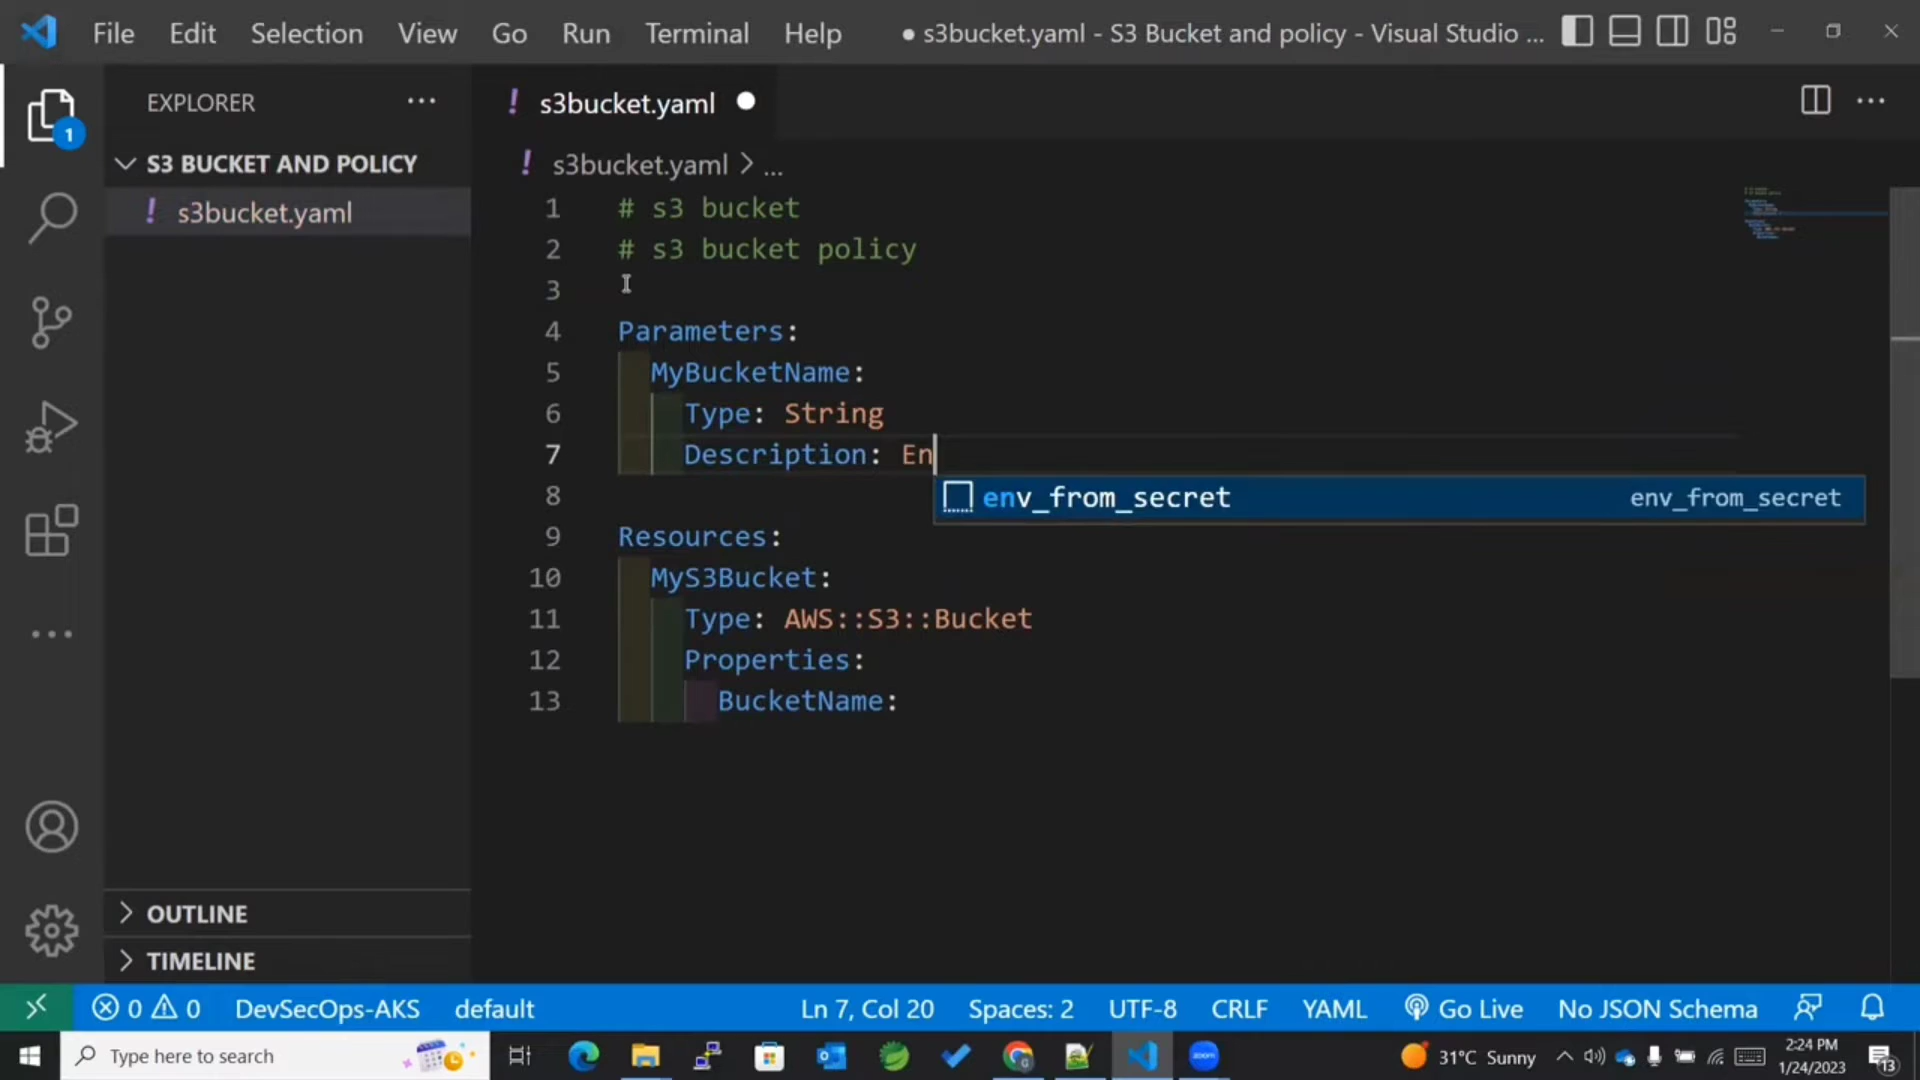 File Edit Selection View Go Run Terminal Help ● s3bucket.yaml - S3 Bucket and policy - Visual Studio ...
EXPLORER ...
! s3bucket.yaml ●
...
1
S3 BUCKET AND POLICY
! s3bucket.yaml
! s3bucket.yaml > ...
1 # s3 bucket
2 # s3 bucket policy
3
4 Parameters:
5 MyBucketName:
6 Type: String
7 Description: En
env_from_secret env_from_secret
8
9 Resources:
10 MyS3Bucket:
11 Type: AWS::S3::Bucket
12 Properties:
13 BucketName:
OUTLINE
TIMELINE
0 0 DevSecOps-AKS default Ln 7, Col 20 Spaces: 2 UTF-8 CRLF YAML Go Live No JSON Schema
Type here to search
zoom
31°C Sunny
2:24 PM
1/24/2023
13